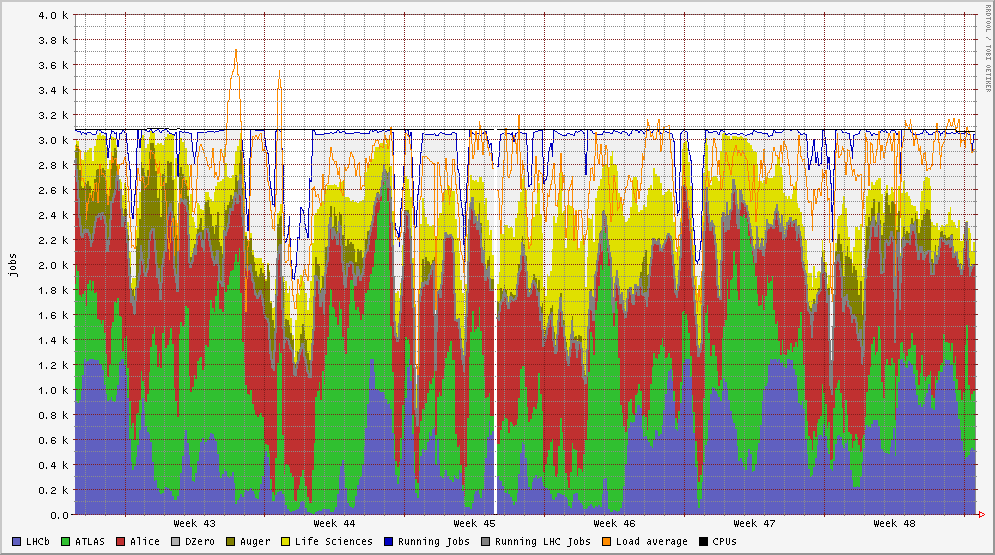 4.0 k
3.8 k
3.6 k
3.4 k
3.2 k
3.0 k
2.8 k
2.6 k
2.4 k
2.2 k
2.0 k
1.8 k
1.6 k
1.4 k
1.2 k
1.0 k
0.8 k
0.6 k
0.4 k
0.2 k
0.0
jobs
RRDTOOL / TOBI OETIKER
Week 43 Week 44 Week 45 Week 46 Week 47 Week 48
LHCb ATLAS Alice DZero Auger Life Sciences Running Jobs Running LHC Jobs Load average CPUs